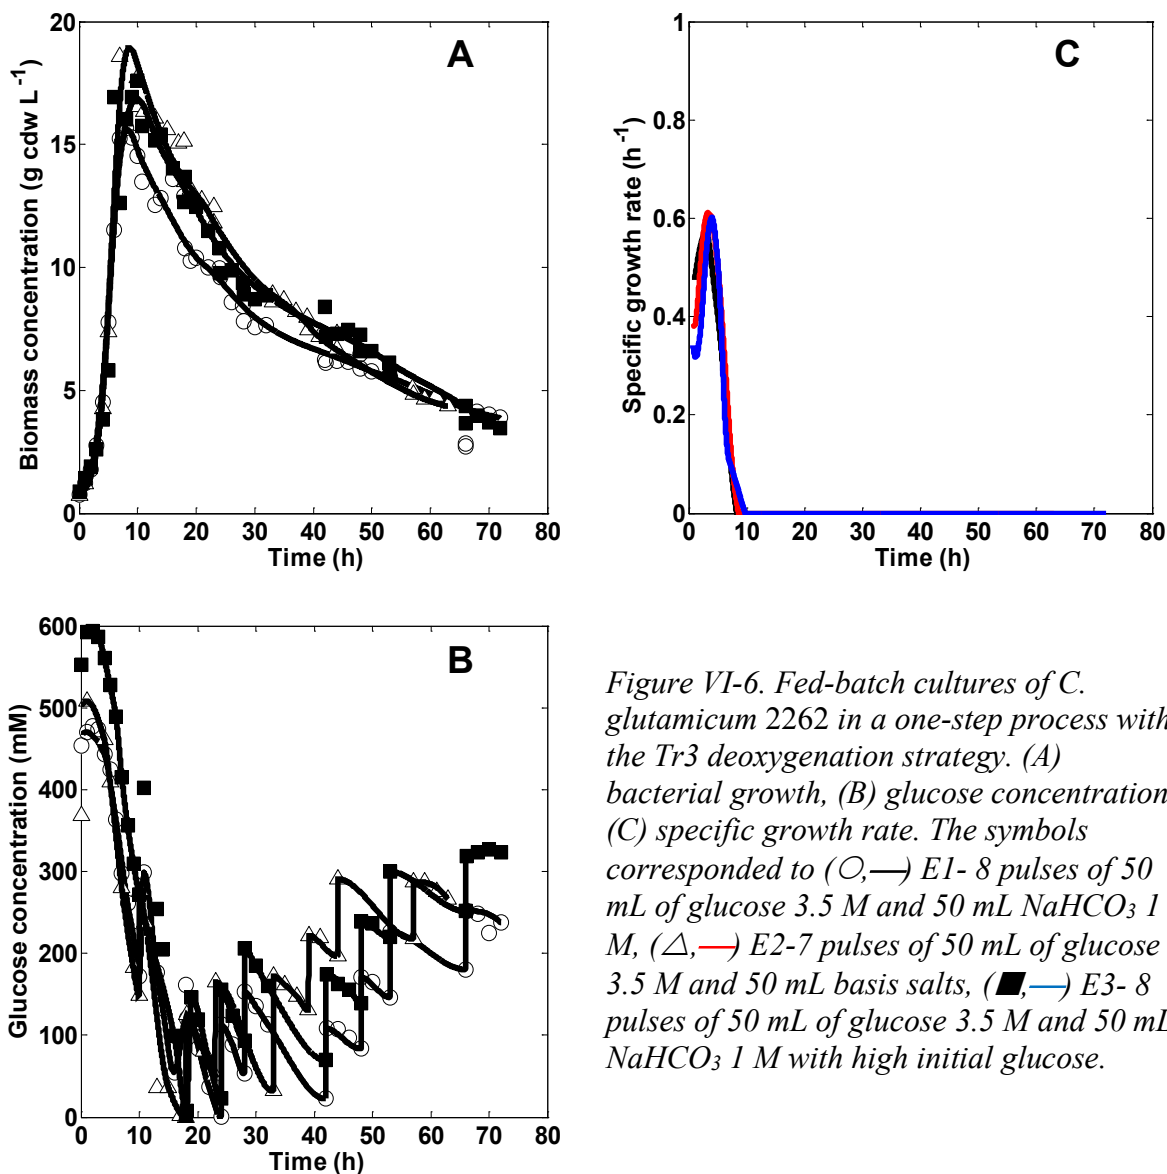 A
Biomass concentration (g cdw L⁻¹)
20
15
10
5
0
0 10 20 30 40 50 60 70 80
Time (h)
C
Specific growth rate (h⁻¹)
1
0.8
0.6
0.4
0.2
0
0 10 20 30 40 50 60 70 80
Time (h)
B
Glucose concentration (mM)
600
500
400
300
200
100
0
0 10 20 30 40 50 60 70 80
Time (h)
Figure VI-6. Fed-batch cultures of C.
glutamicum 2262 in a one-step process with
the Tr3 deoxygenation strategy. (A)
bacterial growth, (B) glucose concentration
(C) specific growth rate. The symbols
corresponded to (○,—) E1- 8 pulses of 50
mL of glucose 3.5 M and 50 mL NaHCO₃ 1
M, (△,—) E2-7 pulses of 50 mL of glucose
3.5 M and 50 mL basis salts, (■,—) E3- 8
pulses of 50 mL of glucose 3.5 M and 50 mL
NaHCO₃ 1 M with high initial glucose.